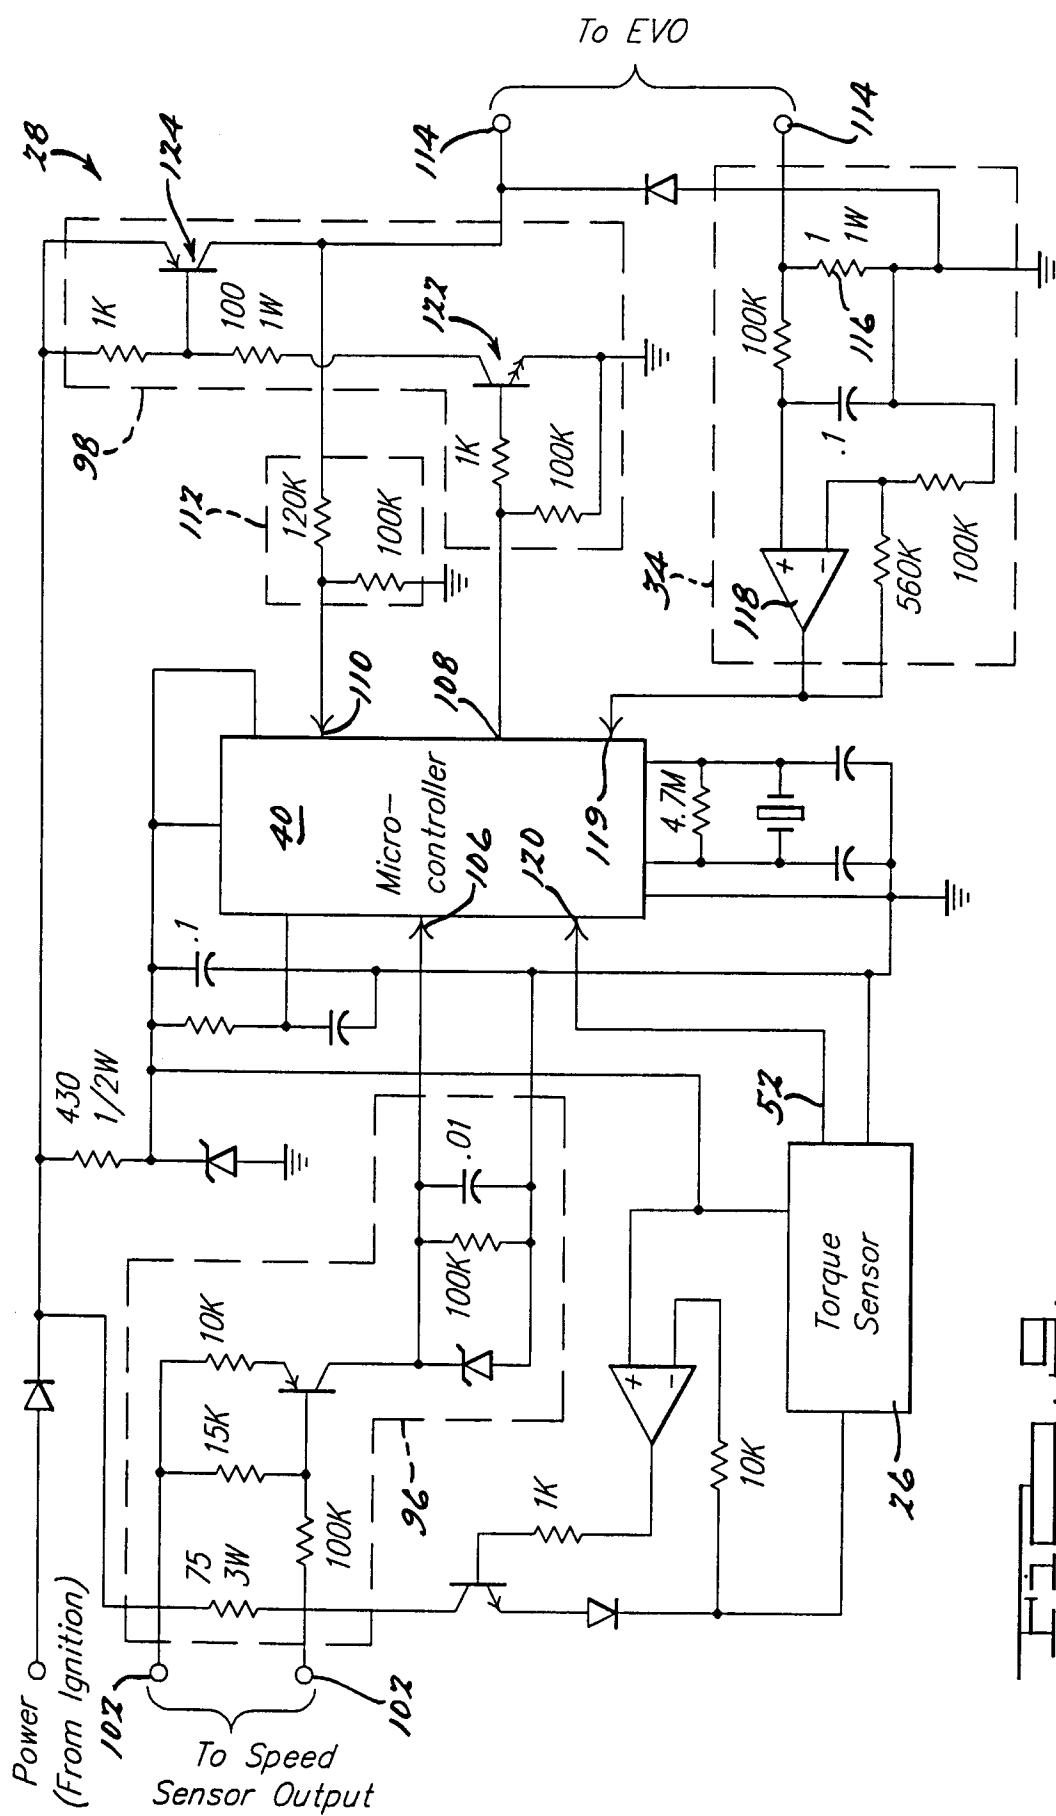 To EVO
28
124
114
114
1K
100
1W
122
98
112
120K
100K
1K
100K
1
1W
116
100K
.1
34
118
560K
100K
110
108
119
40
Micro-
controller
106
120
4.7M
.1
430
1/2W
52
.01
100K
10K
15K
100K
96
75
3W
1K
10K
Torque
Sensor
26
Power
(From Ignition)
102
102
To Speed
Sensor Output